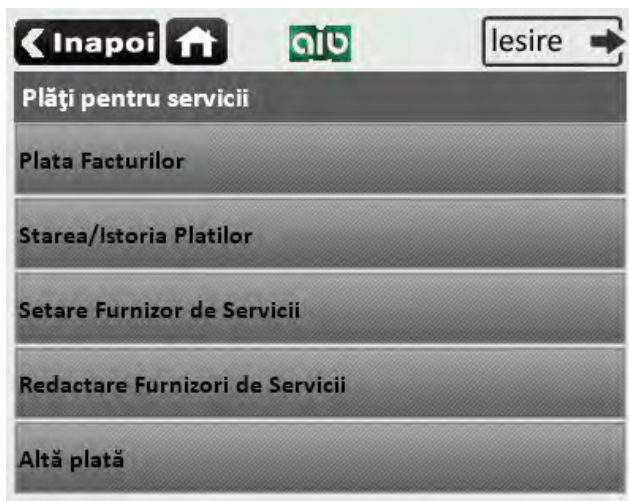 Inapoi aib Iesire
Plăţi pentru servicii
Plata Facturilor
Starea/Istoria Platilor
Setare Furnizor de Servicii
Redactare Furnizori de Servicii
Altă plată